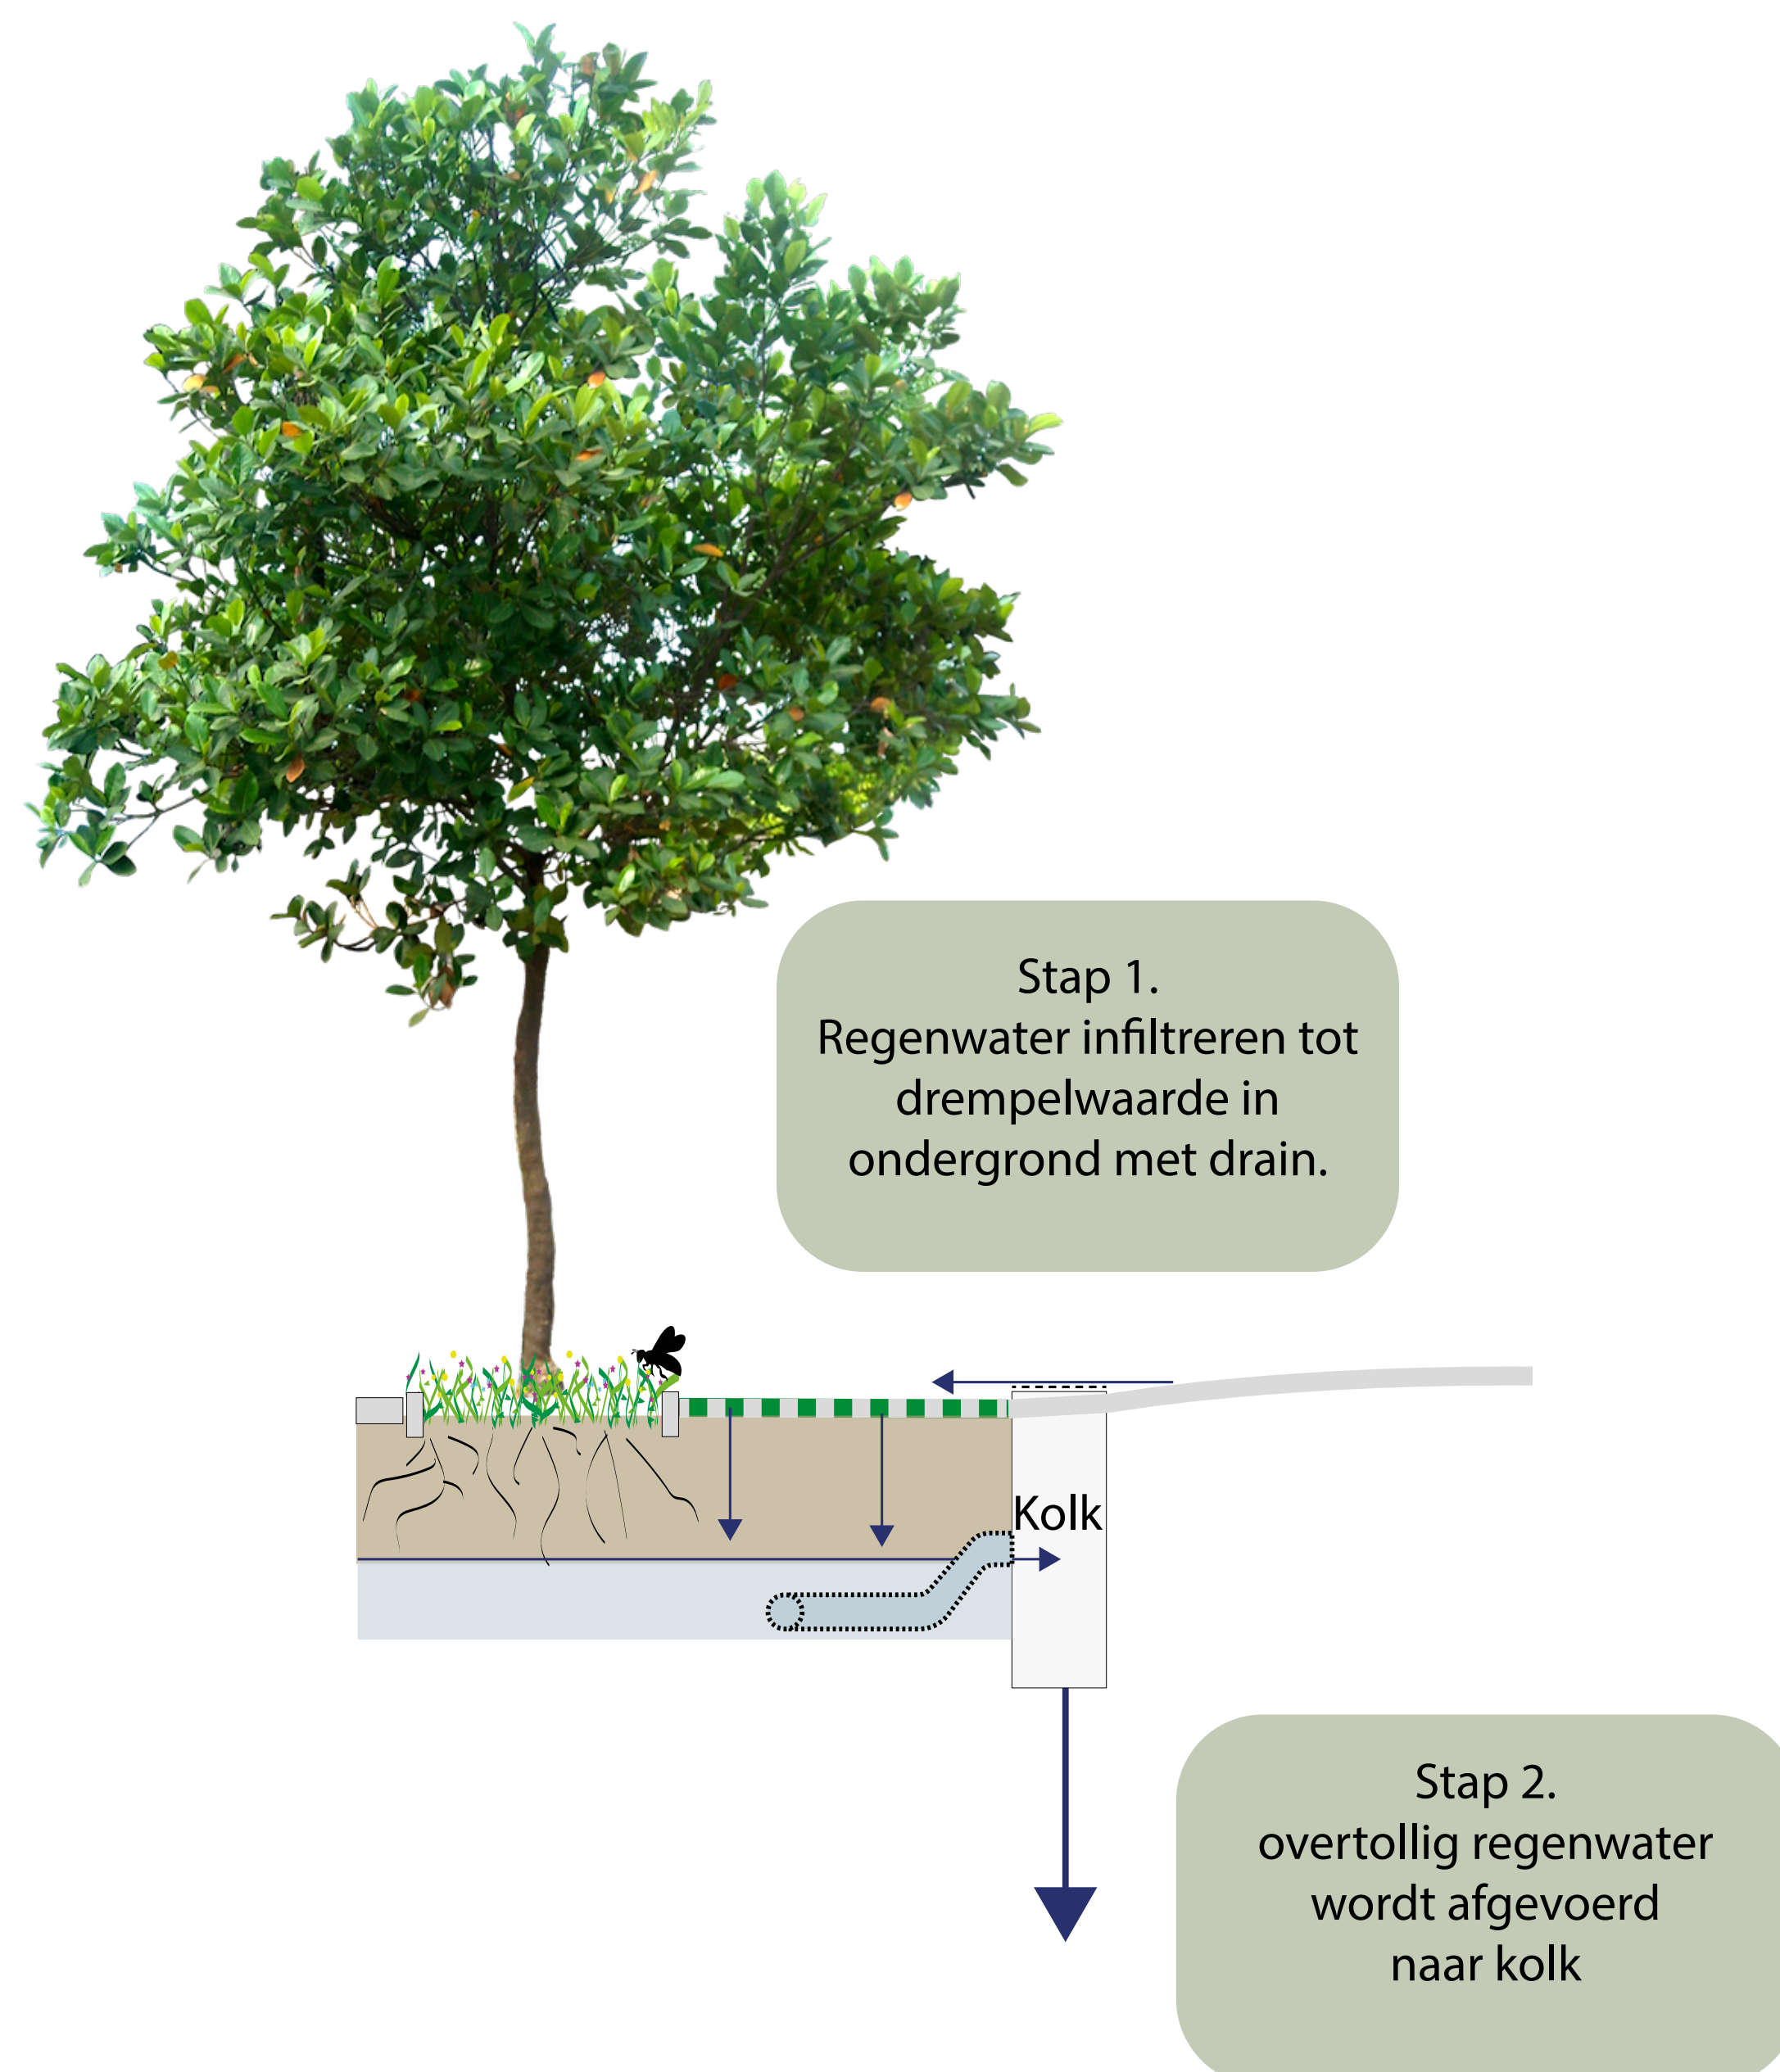 Stap 1.
Regenwater infiltreren tot
drempelwaarde in
ondergrond met drain.
Kolk
Stap 2.
overtollig regenwater
wordt afgevoerd
naar kolk